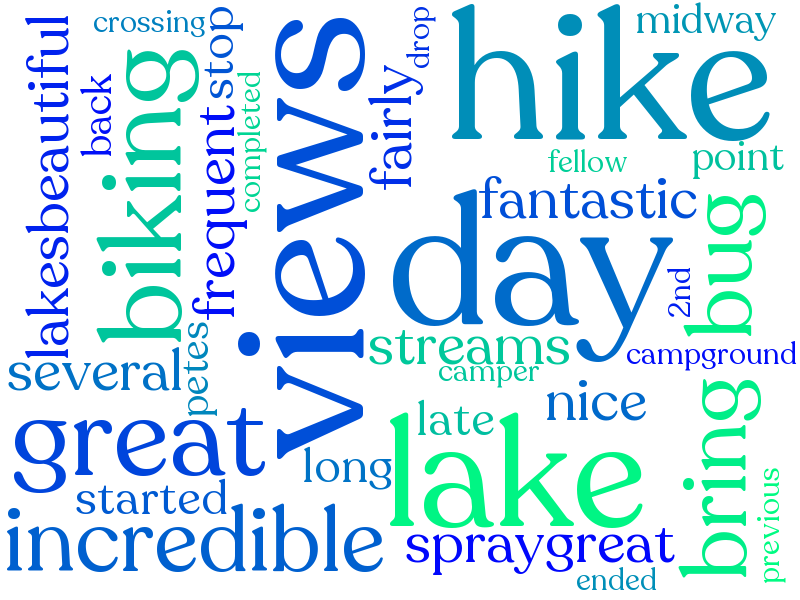 crossing
stop
drop
hike
midway
lakesbeautiful
back
biking
frequent
completed
views
fairly
fellow
point
fantastic
day
2nd
bug
streams
campground
camper
several
petes
nice
great
late
long
lake
bring
started
incredible
spraygreat
previous
ended